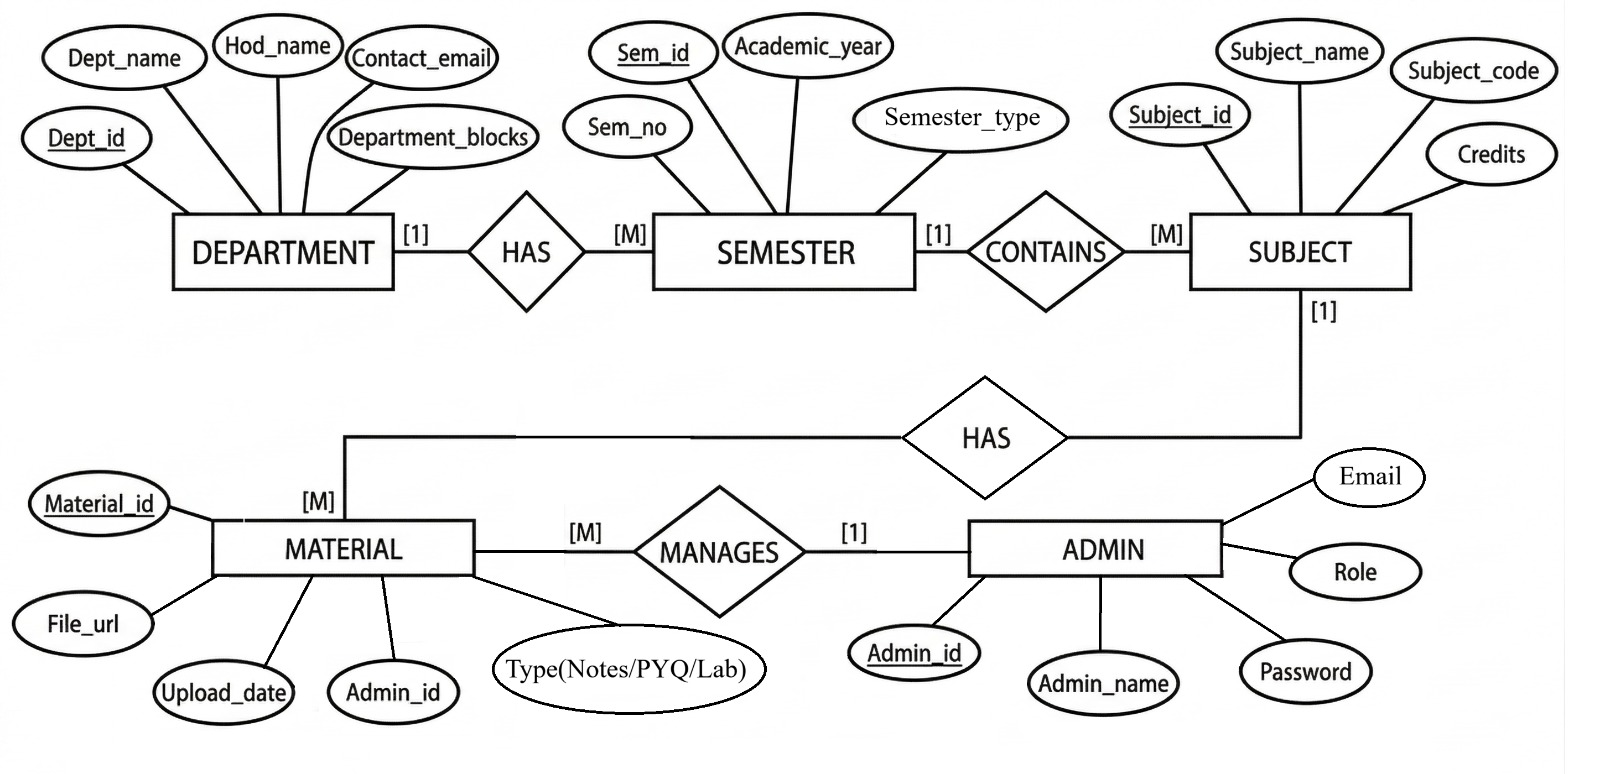 Dept_name
Hod_name
Contact_email
Dept_id
Department_blocks
Sem_id
Academic_year
Sem_no
Semester_type
Subject_name
Subject_code
Subject_id
Credits
DEPARTMENT
[1]
HAS
[M]
SEMESTER
[1]
CONTAINS
[M]
SUBJECT
[1]
HAS
[M]
Material_id
MATERIAL
[M]
MANAGES
[1]
ADMIN
Email
Role
File_url
Upload_date
Admin_id
Type(Notes/PYQ/Lab)
Admin_id
Admin_name
Password